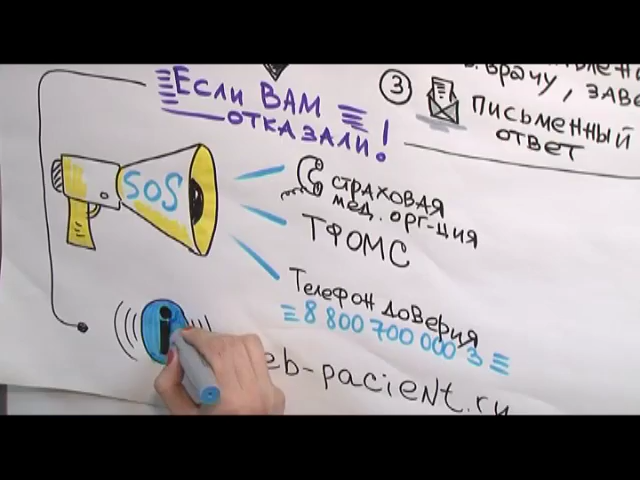 Если ВАМ
ОТКАЗАЛИ!
3
ВРАЧУ, ЗАВЕ
ПИСЬМЕННЫЙ
ОТВЕТ
SOS
СТРАХОВАЯ
МЕД. ОРГ-ЦИЯ
ТФОМС
Телефон доверия
8 800 700 000 3
i
eb-pacient.ru